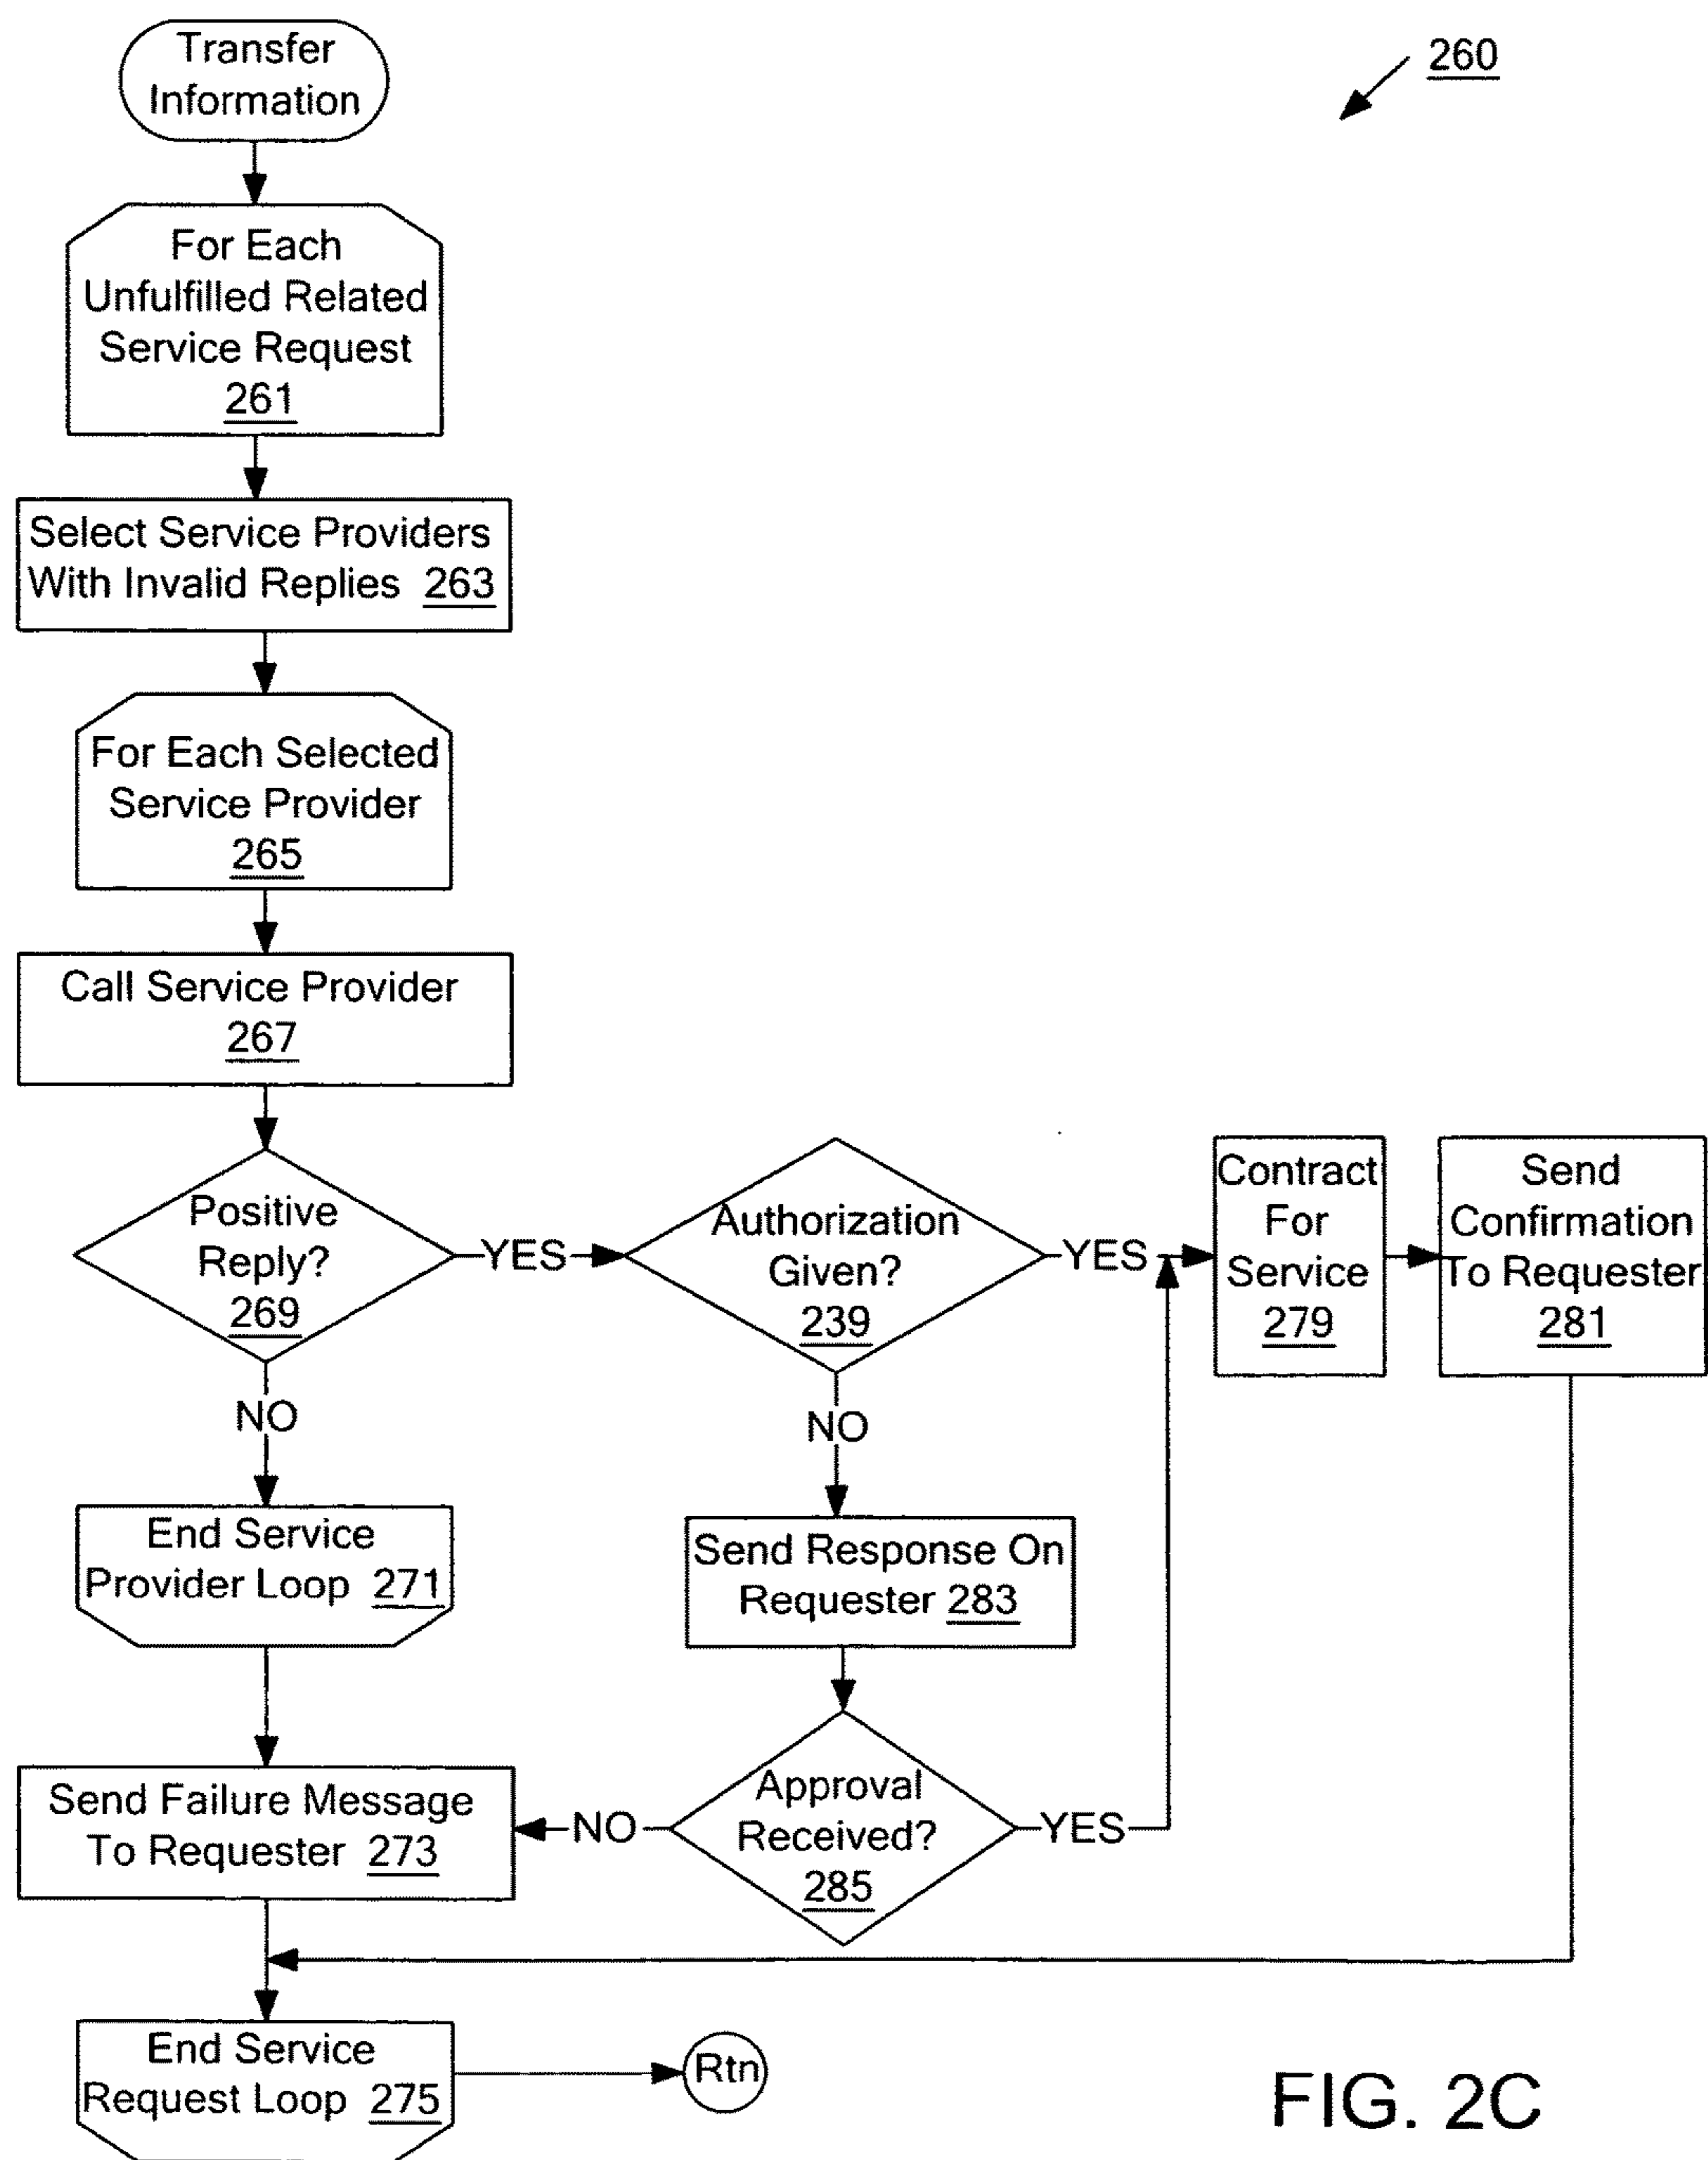 Transfer
Information
260
For Each
Unfulfilled Related
Service Request
261
Select Service Providers
With Invalid Replies 263
For Each Selected
Service Provider
265
Call Service Provider
267
Positive
Reply?
269
YES
Authorization
Given?
239
YES
Contract
For
Service
279
Send
Confirmation
To Requester
281
NO
NO
End Service
Provider Loop 271
Send Response On
Requester 283
Send Failure Message
To Requester 273
NO
Approval
Received?
285
YES
End Service
Request Loop 275
Rtn
FIG. 2C